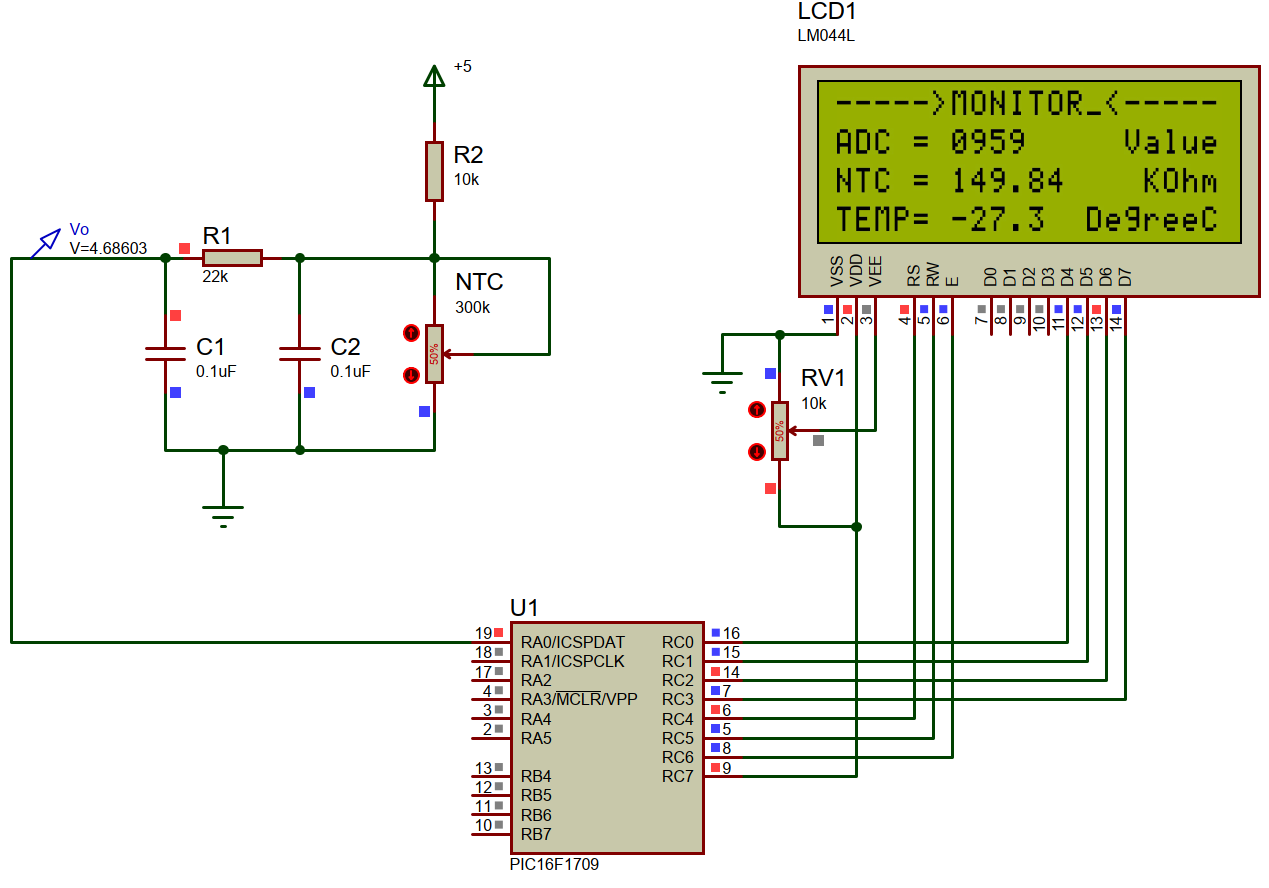 LCD1
LM044L
----->MONITOR_<-----
ADC = 0959 Value
NTC = 149.84 KOhm
TEMP= -27.3 DegreeC
VSS
VDD
VEE
RS
RW
E
D0
D1
D2
D3
D4
D5
D6
D7
1
2
3
4
5
6
7
8
9
10
11
12
13
14
+5
R2
10k
Vo
V=4.68603
R1
22k
NTC
300k
50%
C1
0.1uF
C2
0.1uF
RV1
10k
50%
U1
19 RA0/ICSPDAT RC0 16
18 RA1/ICSPCLK RC1 15
17 RA2 RC2 14
4 RA3/MCLR/VPP RC3 7
3 RA4 RC4 6
2 RA5 RC5 5
RC6 8
13 RB4 RC7 9
12 RB5
11 RB6
10 RB7
PIC16F1709